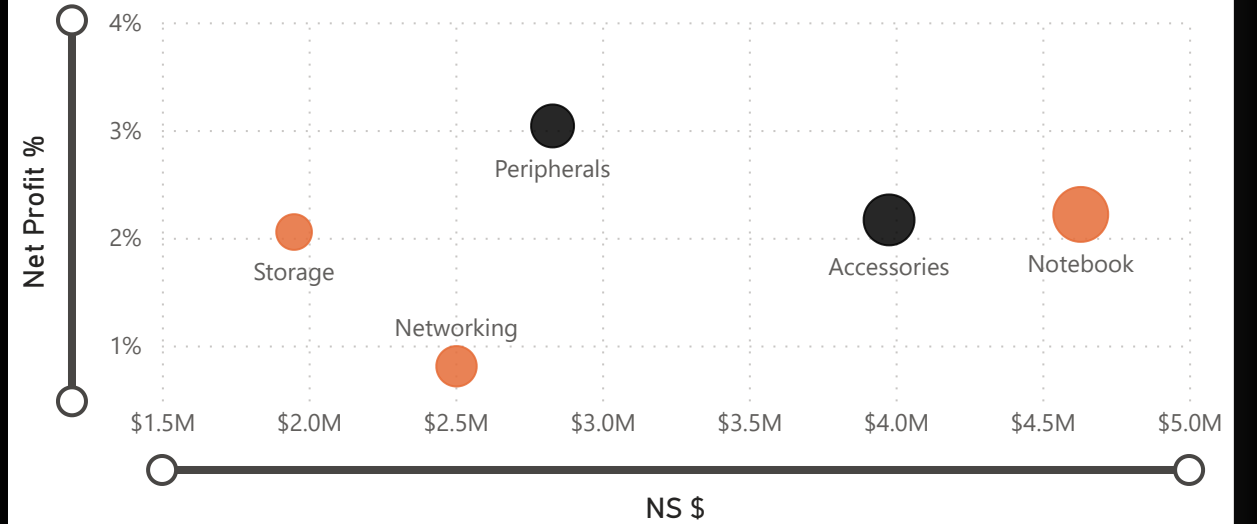 4%
3%
Peripherals
Net Profit %
2%
Storage
Accessories
Notebook
Networking
1%
$1.5M $2.0M $2.5M $3.0M $3.5M $4.0M $4.5M $5.0M
NS $